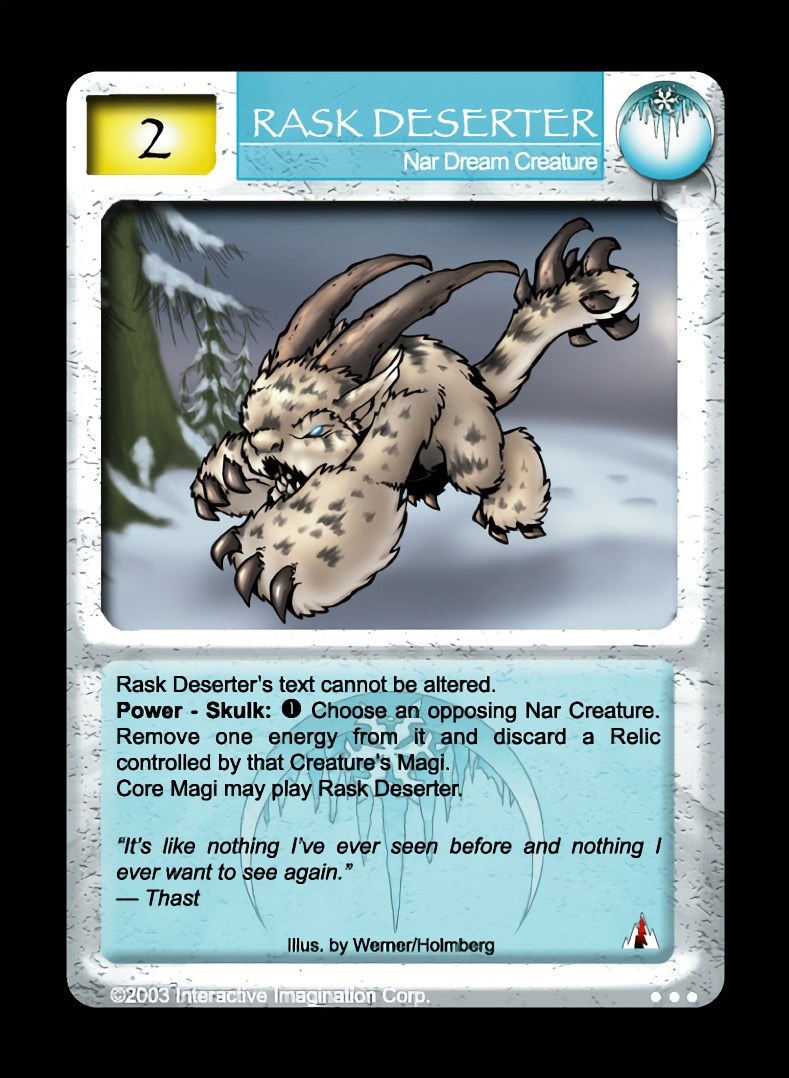 2
RASK DESERTER
Nar Dream Creature
Rask Deserter's text cannot be altered.
Power - Skulk: ❶ Choose an opposing Nar Creature.
Remove one energy from it and discard a Relic
controlled by that Creature's Magi.
Core Magi may play Rask Deserter.
"It's like nothing I've ever seen before and nothing I
ever want to see again."
— Thast
Illus. by Werner/Holmberg
©2003 Interactive Imagination Corp.